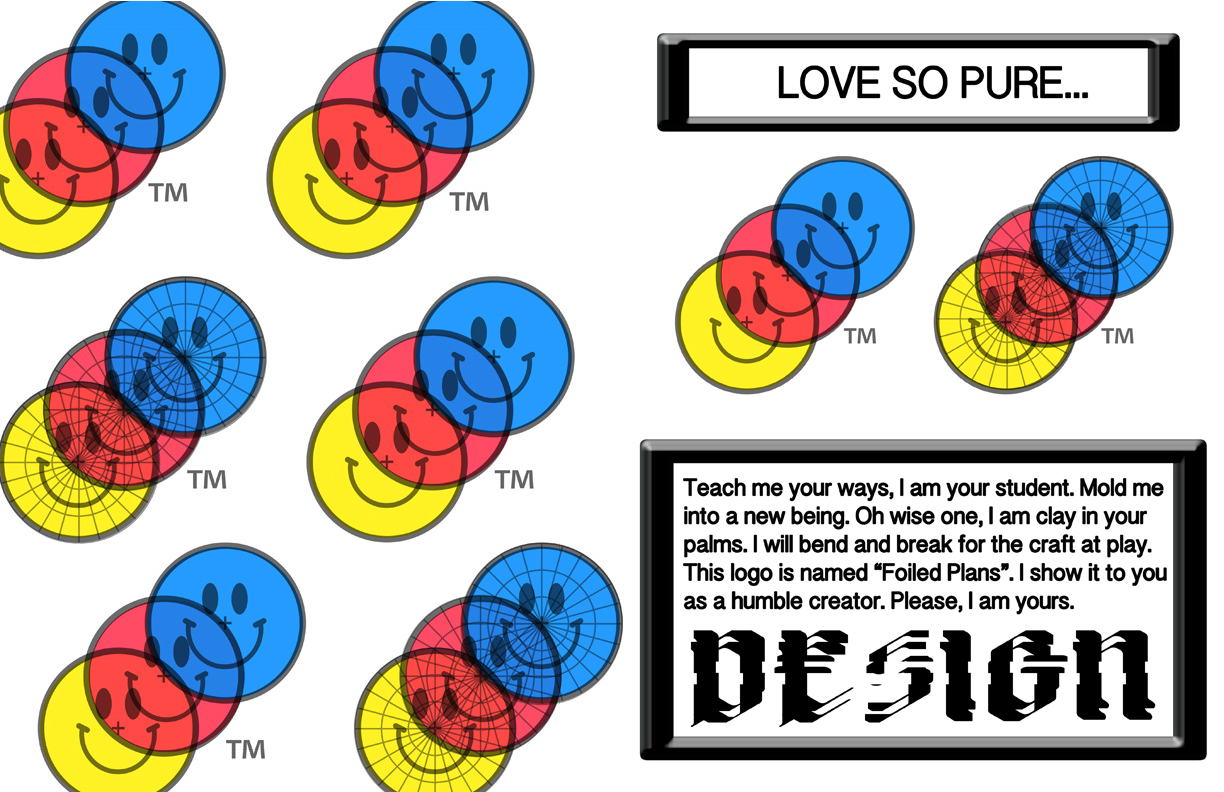 TM
TM
LOVE SO PURE...
TM
TM
TM
TM
Teach me your ways, I am your student. Mold me
into a new being. Oh wise one, I am clay in your
palms. I will bend and break for the craft at play.
This logo is named “Foiled Plans”. I show it to you
as a humble creator. Please, I am yours.
DESIGN
TM